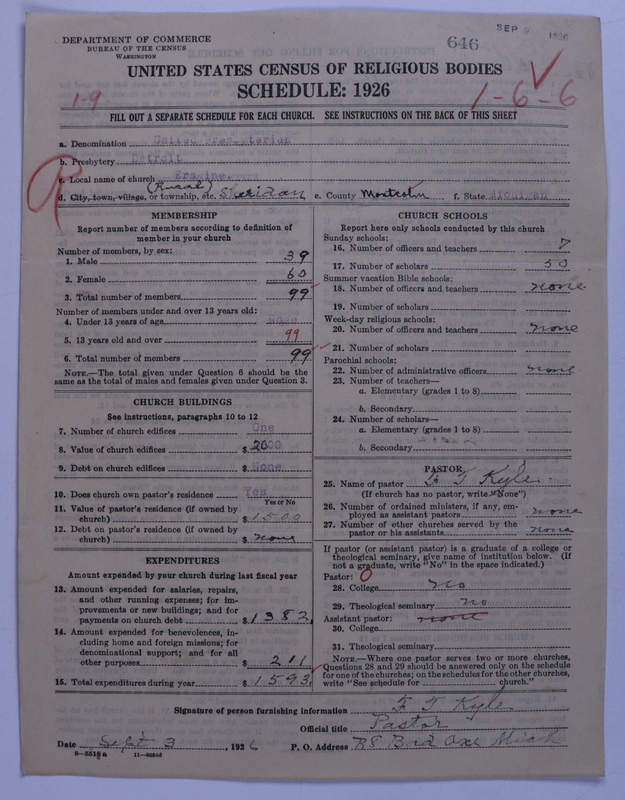 DEPARTMENT OF COMMERCE
BUREAU OF THE CENSUS
WASHINGTON
646
SEP 1926
UNITED STATES CENSUS OF RELIGIOUS BODIES
SCHEDULE: 1926
1-9
1-6-6
FILL OUT A SEPARATE SCHEDULE FOR EACH CHURCH. SEE INSTRUCTIONS ON THE BACK OF THIS SHEET
a. Denomination United Presbyterian
b. Presbytery Detroit
c. Local name of church Erskine.
R
(Rural)
d. City, town, village, or township, etc. Sheridan e. County Montcalm f. State Michigan
MEMBERSHIP
Report number of members according to definition of
member in your church
Number of members, by sex:
1. Male 39
2. Female 60
3. Total number of members 99
Number of members under and over 13 years old:
4. Under 13 years of age None
5. 13 years old and over 99
6. Total number of members 99
NOTE.—The total given under Question 6 should be
same as the total of males and females given under Question 3.
CHURCH BUILDINGS
See instructions, paragraphs 10 to 12
7. Number of church edifices One
8. Value of church edifices $ 2000
9. Debt on church edifices $ None
10. Does church own pastor's residence Yes
Yes or No
11. Value of pastor's residence (if owned by
church) $ 1500
12. Debt on pastor's residence (if owned by
church) $ none
EXPENDITURES
Amount expended by your church during last fiscal year
13. Amount expended for salaries, repairs,
and other running expenses; for im-
provements or new buildings; and for
payments on church debt $ 1382
14. Amount expended for benevolences, in-
cluding home and foreign missions; for
denominational support; and for all
other purposes $ 211
15. Total expenditures during year $ 1593
CHURCH SCHOOLS
Report here only schools conducted by this church
Sunday schools:
16. Number of officers and teachers 7
17. Number of scholars 50
Summer vacation Bible schools:
18. Number of officers and teachers none
19. Number of scholars
Week-day religious schools:
20. Number of officers and teachers none
21. Number of scholars
Parochial schools:
22. Number of administrative officers none
23. Number of teachers—
a. Elementary (grades 1 to 8)
b. Secondary
24. Number of scholars—
a. Elementary (grades 1 to 8)
b. Secondary
PASTOR
25. Name of pastor F T Kyle
(If church has no pastor, write "None")
26. Number of ordained ministers, if any, em-
ployed as assistant pastors none
27. Number of other churches served by the
pastor or his assistants none
If pastor (or assistant pastor) is a graduate of a college or
theological seminary, give name of institution below. (If
not a graduate, write "No" in the space indicated.)
Pastor: 0
28. College no
29. Theological seminary no
Assistant pastor: none
30. College
31. Theological seminary
NOTE.—Where one pastor serves two or more churches,
Questions 28 and 29 should be answered only on the schedule
for one of the churches; on the schedules for the other churches,
write "See schedule for church."
Signature of person furnishing information F T Kyle
Official title Pastor
Date Sept 3, 1926 P. O. Address R8 Bad Axe Mich
8—5518 a